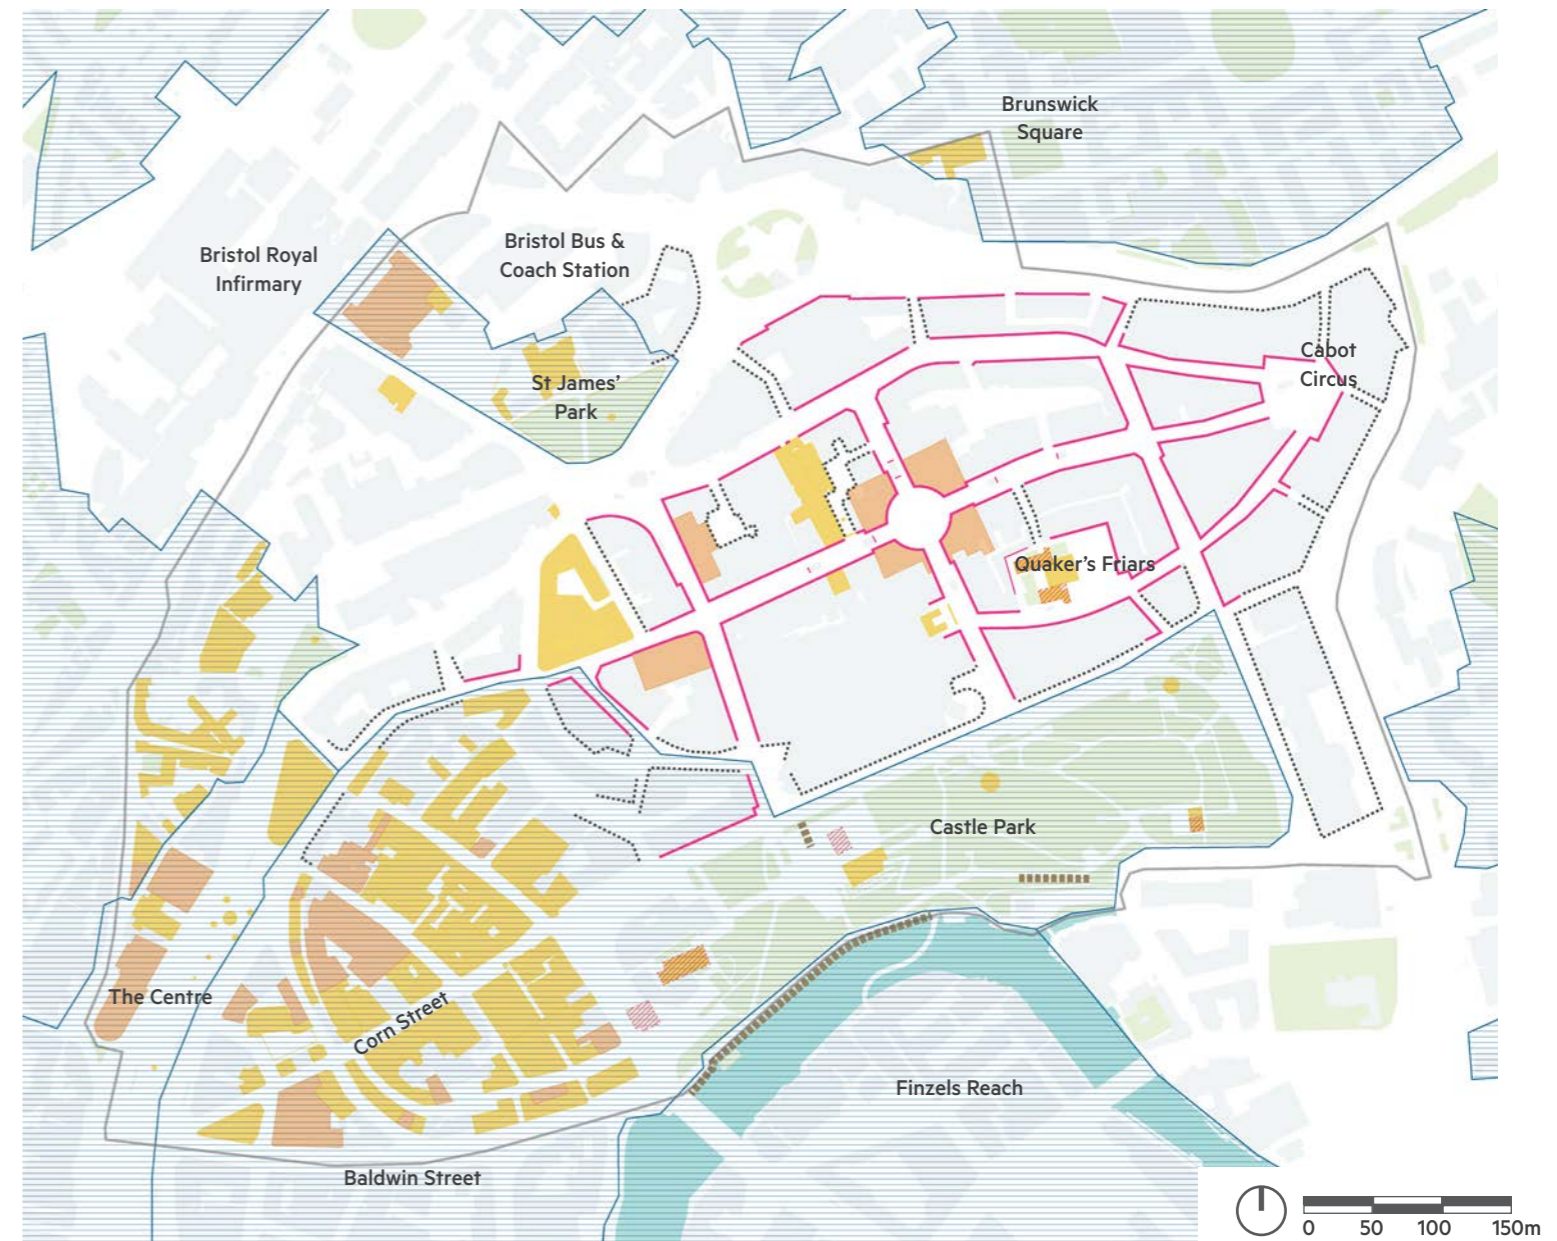 Brunswick
Square
Bristol Royal
Infirmary
Bristol Bus &
Coach Station
Cabot
Circus
St James'
Park
Quaker's Friars
Castle Park
The Centre
Corn Street
Finzels Reach
Baldwin Street
0 50 100 150m